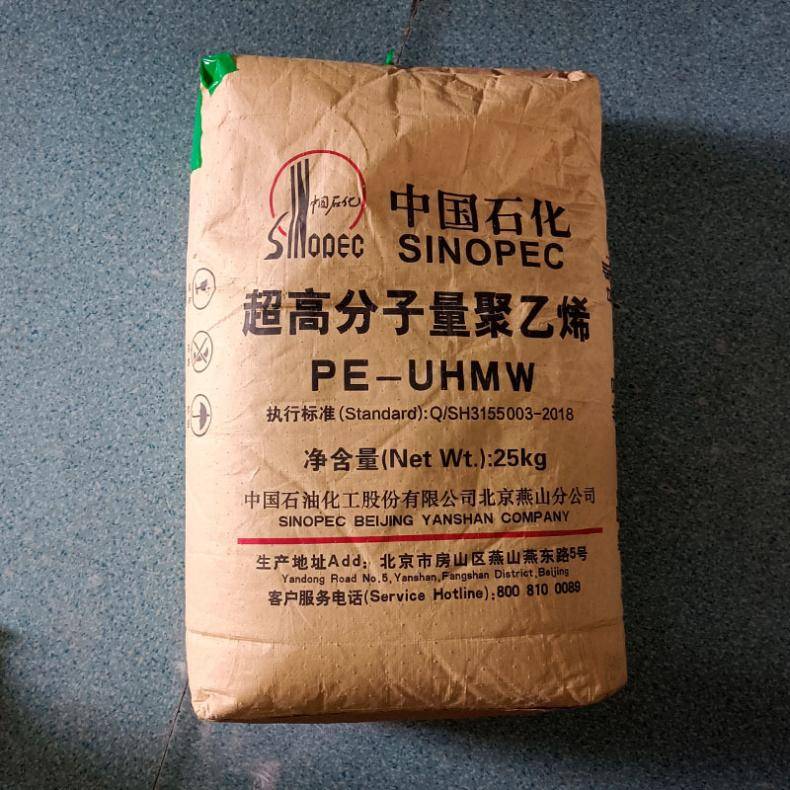 中国石化
SINOPEC
中国石化
SINOPEC
超高分子量聚乙烯
PE-UHMW
执行标准(Standard):Q/SH3155003-2018
净含量(Net Wt.):25kg
中国石油化工股份有限公司北京燕山分公司
SINOPEC BEIJING YANSHAN COMPANY
生产地址Add: 北京市房山区燕山燕东路5号
Yandong Road No.5,Yanshan,Fangshan District,Beijing
客户服务电话(Service Hotline):800 810 0089